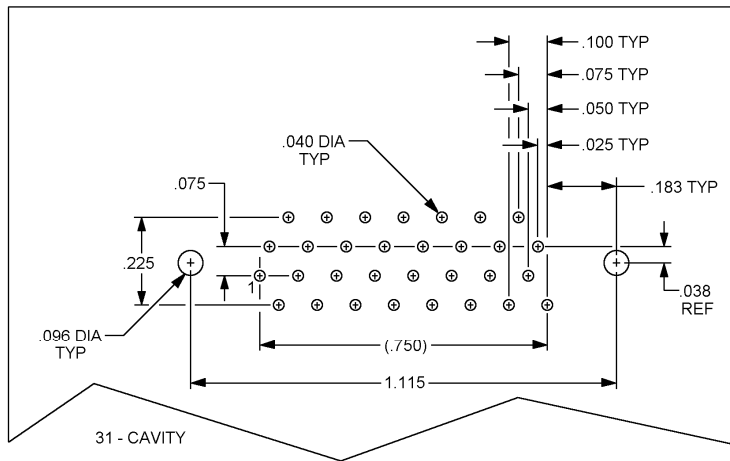 .100 TYP
.075 TYP
.050 TYP
.025 TYP
.040 DIA
TYP
.183 TYP
.075
.225
1
.038
REF
.096 DIA
TYP
(.750)
1.115
31 - CAVITY